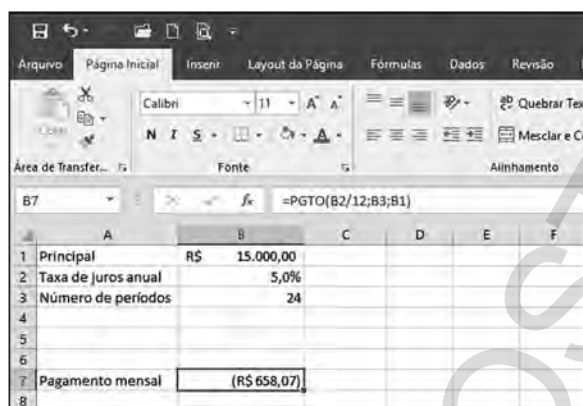 Arquivo Página Inicial Inserir Layout da Página Fórmulas Dados Revisão
Calibri 11 A A Quebrar Tex
N I S A Mesclar e C
Área de Transfer... Fonte Alinhamento
B7 fx =PGTO(B2/12;B3;B1)
A B C D E F
1 Principal R$ 15.000,00
2 Taxa de juros anual 5,0%
3 Número de períodos 24
4
5
6
7 Pagamento mensal (R$ 658,07)
8